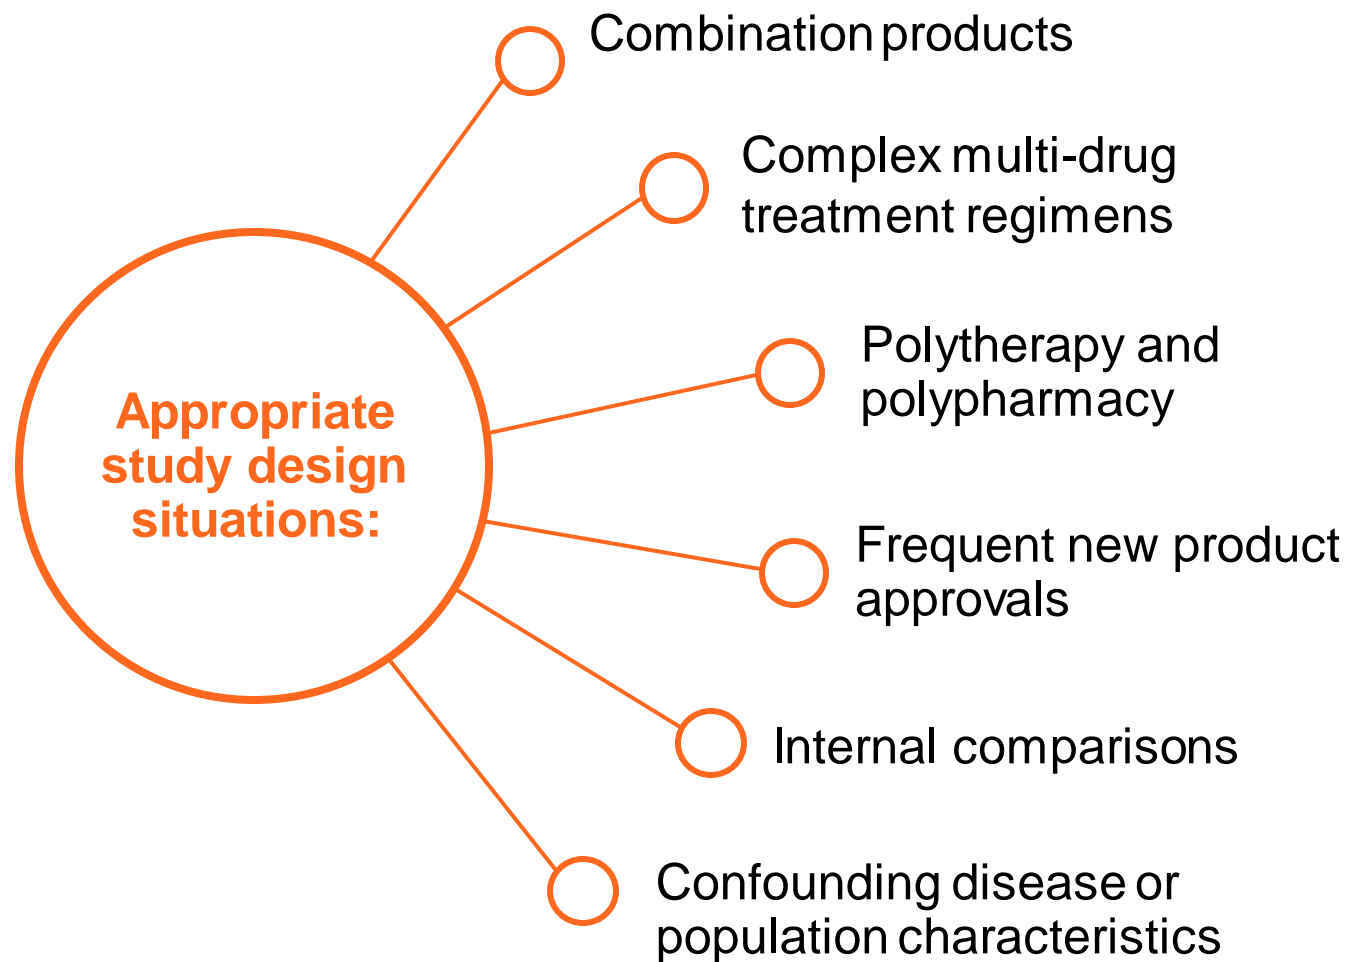 Combination products
Complex multi-drug
treatment regimens
Polytherapy and
polypharmacy
Appropriate
study design
situations:
Frequent new product
approvals
Internal comparisons
Confounding disease or
population characteristics